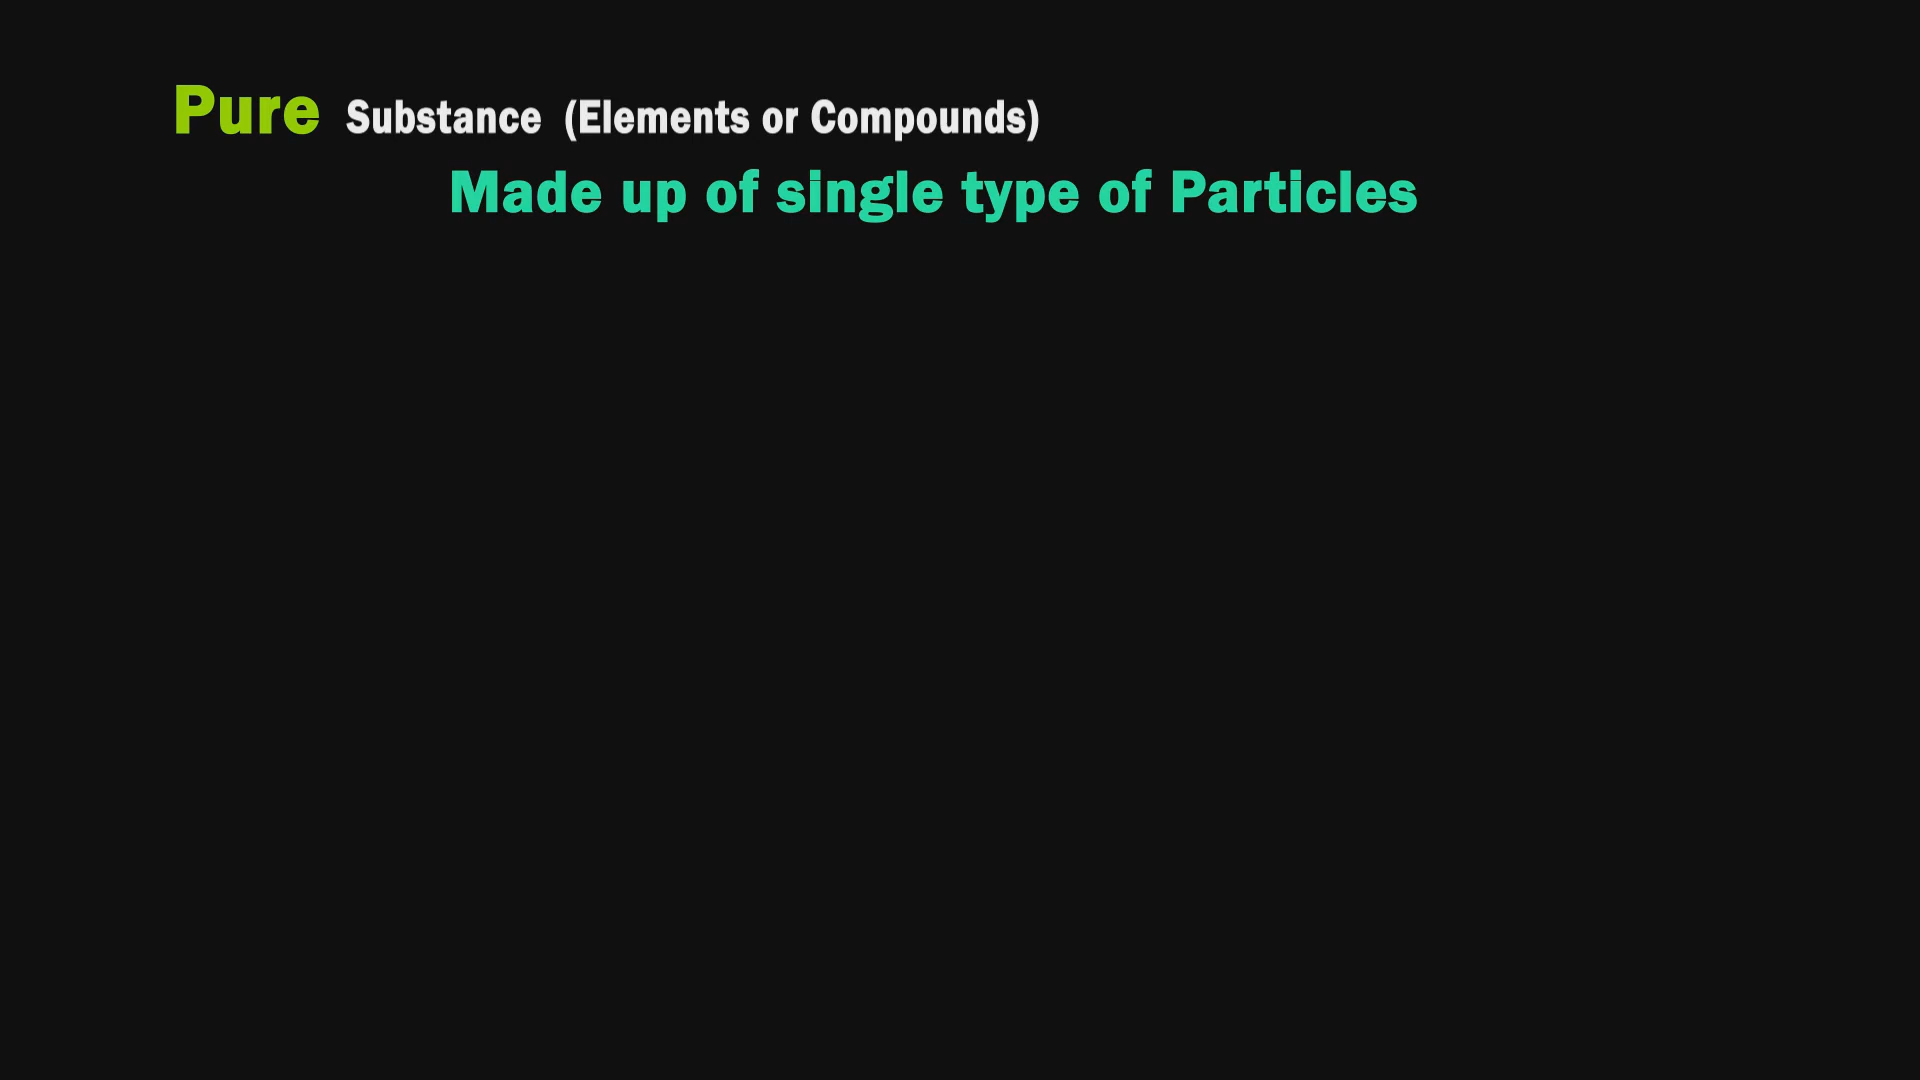 Pure Substance (Elements or Compounds)
Made up of single type of Particles